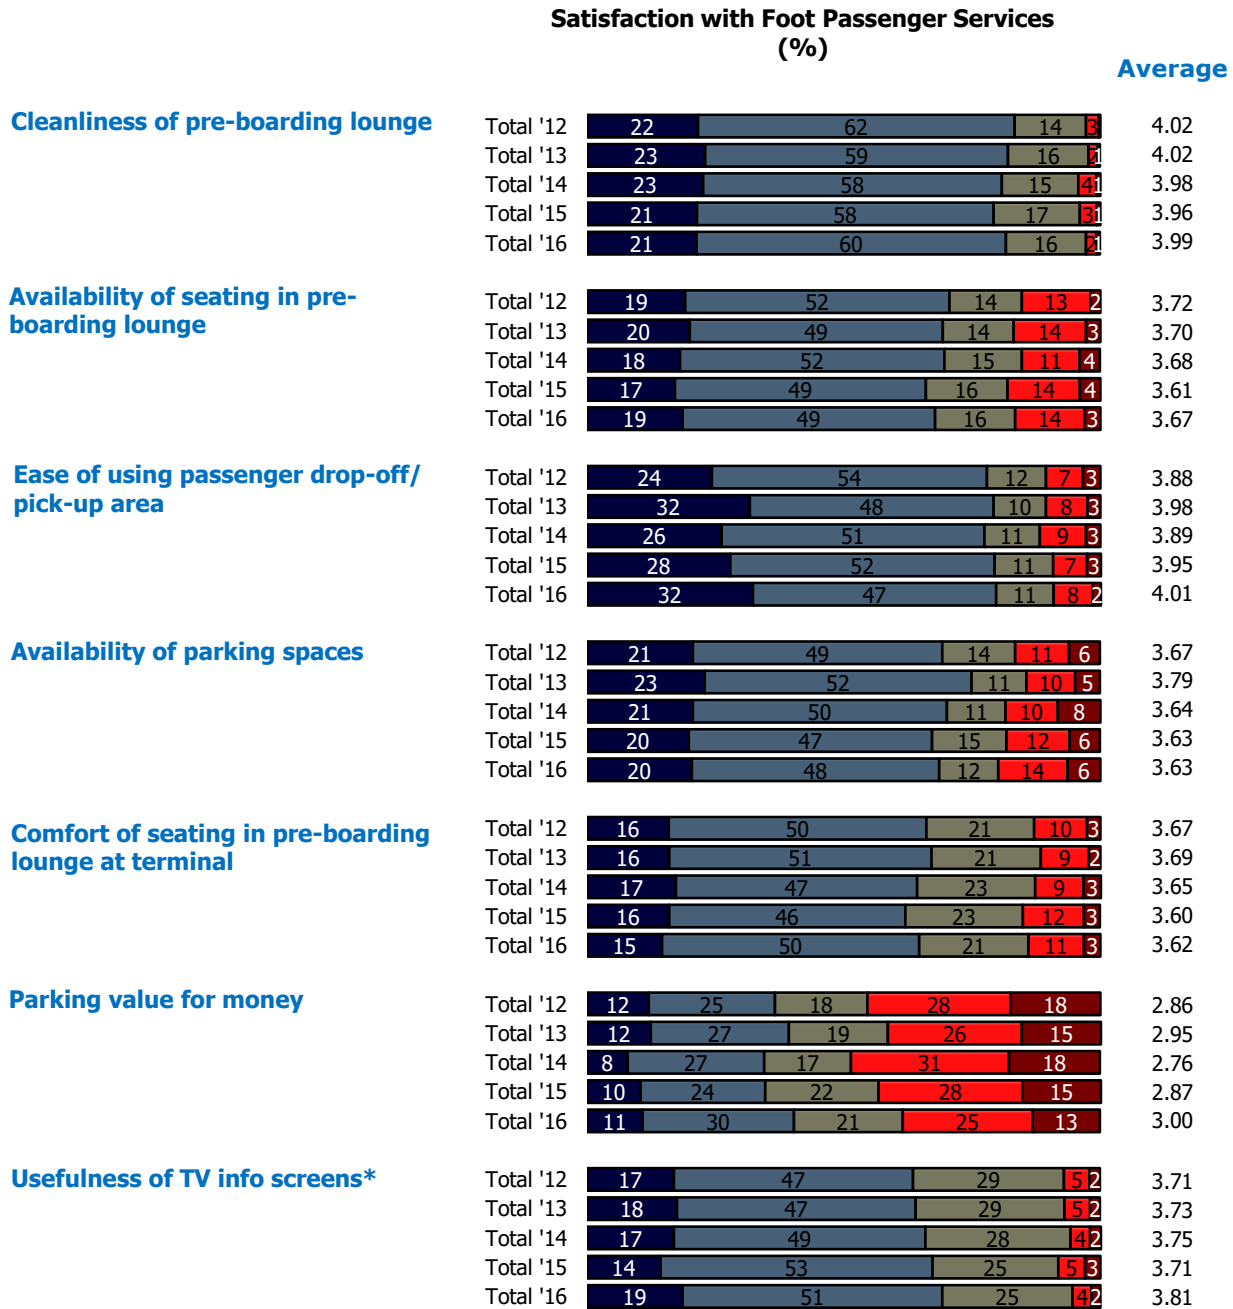 Satisfaction with Foot Passenger Services
(%)
Average
Cleanliness of pre-boarding lounge
Total '12 22 62 14 3 4.02
Total '13 23 59 16 2 1 4.02
Total '14 23 58 15 4 1 3.98
Total '15 21 58 17 3 1 3.96
Total '16 21 60 16 2 1 3.99
Availability of seating in pre-
boarding lounge
Total '12 19 52 14 13 2 3.72
Total '13 20 49 14 14 3 3.70
Total '14 18 52 15 11 4 3.68
Total '15 17 49 16 14 4 3.61
Total '16 19 49 16 14 3 3.67
Ease of using passenger drop-off/
pick-up area
Total '12 24 54 12 7 3 3.88
Total '13 32 48 10 8 3 3.98
Total '14 26 51 11 9 3 3.89
Total '15 28 52 11 7 3 3.95
Total '16 32 47 11 8 2 4.01
Availability of parking spaces
Total '12 21 49 14 11 6 3.67
Total '13 23 52 11 10 5 3.79
Total '14 21 50 11 10 8 3.64
Total '15 20 47 15 12 6 3.63
Total '16 20 48 12 14 6 3.63
Comfort of seating in pre-boarding
lounge at terminal
Total '12 16 50 21 10 3 3.67
Total '13 16 51 21 9 2 3.69
Total '14 17 47 23 9 3 3.65
Total '15 16 46 23 12 3 3.60
Total '16 15 50 21 11 3 3.62
Parking value for money
Total '12 12 25 18 28 18 2.86
Total '13 12 27 19 26 15 2.95
Total '14 8 27 17 31 18 2.76
Total '15 10 24 22 28 15 2.87
Total '16 11 30 21 25 13 3.00
Usefulness of TV info screens*
Total '12 17 47 29 5 2 3.71
Total '13 18 47 29 5 2 3.73
Total '14 17 49 28 4 2 3.75
Total '15 14 53 25 5 3 3.71
Total '16 19 51 25 4 2 3.81